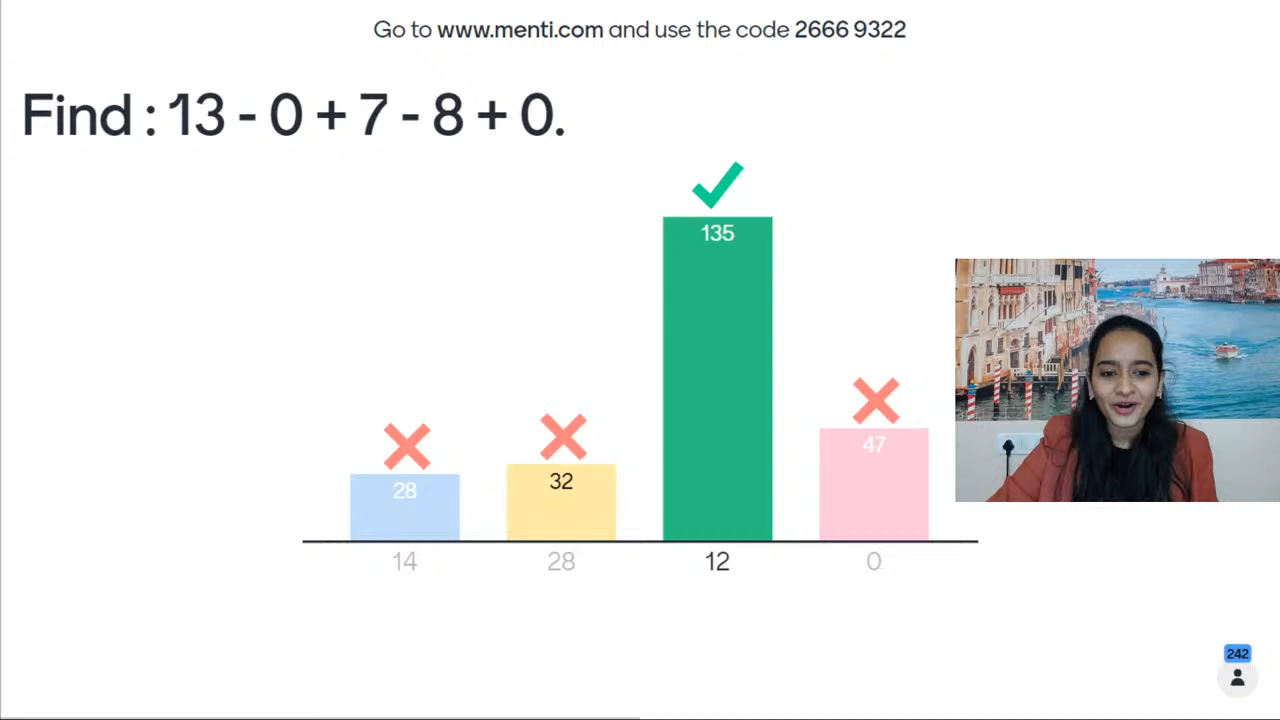 Go to www.menti.com and use the code 2666 9322
Find : 13 - 0 + 7 - 8 + 0.
135
47
32
28
14 28 12 0
242